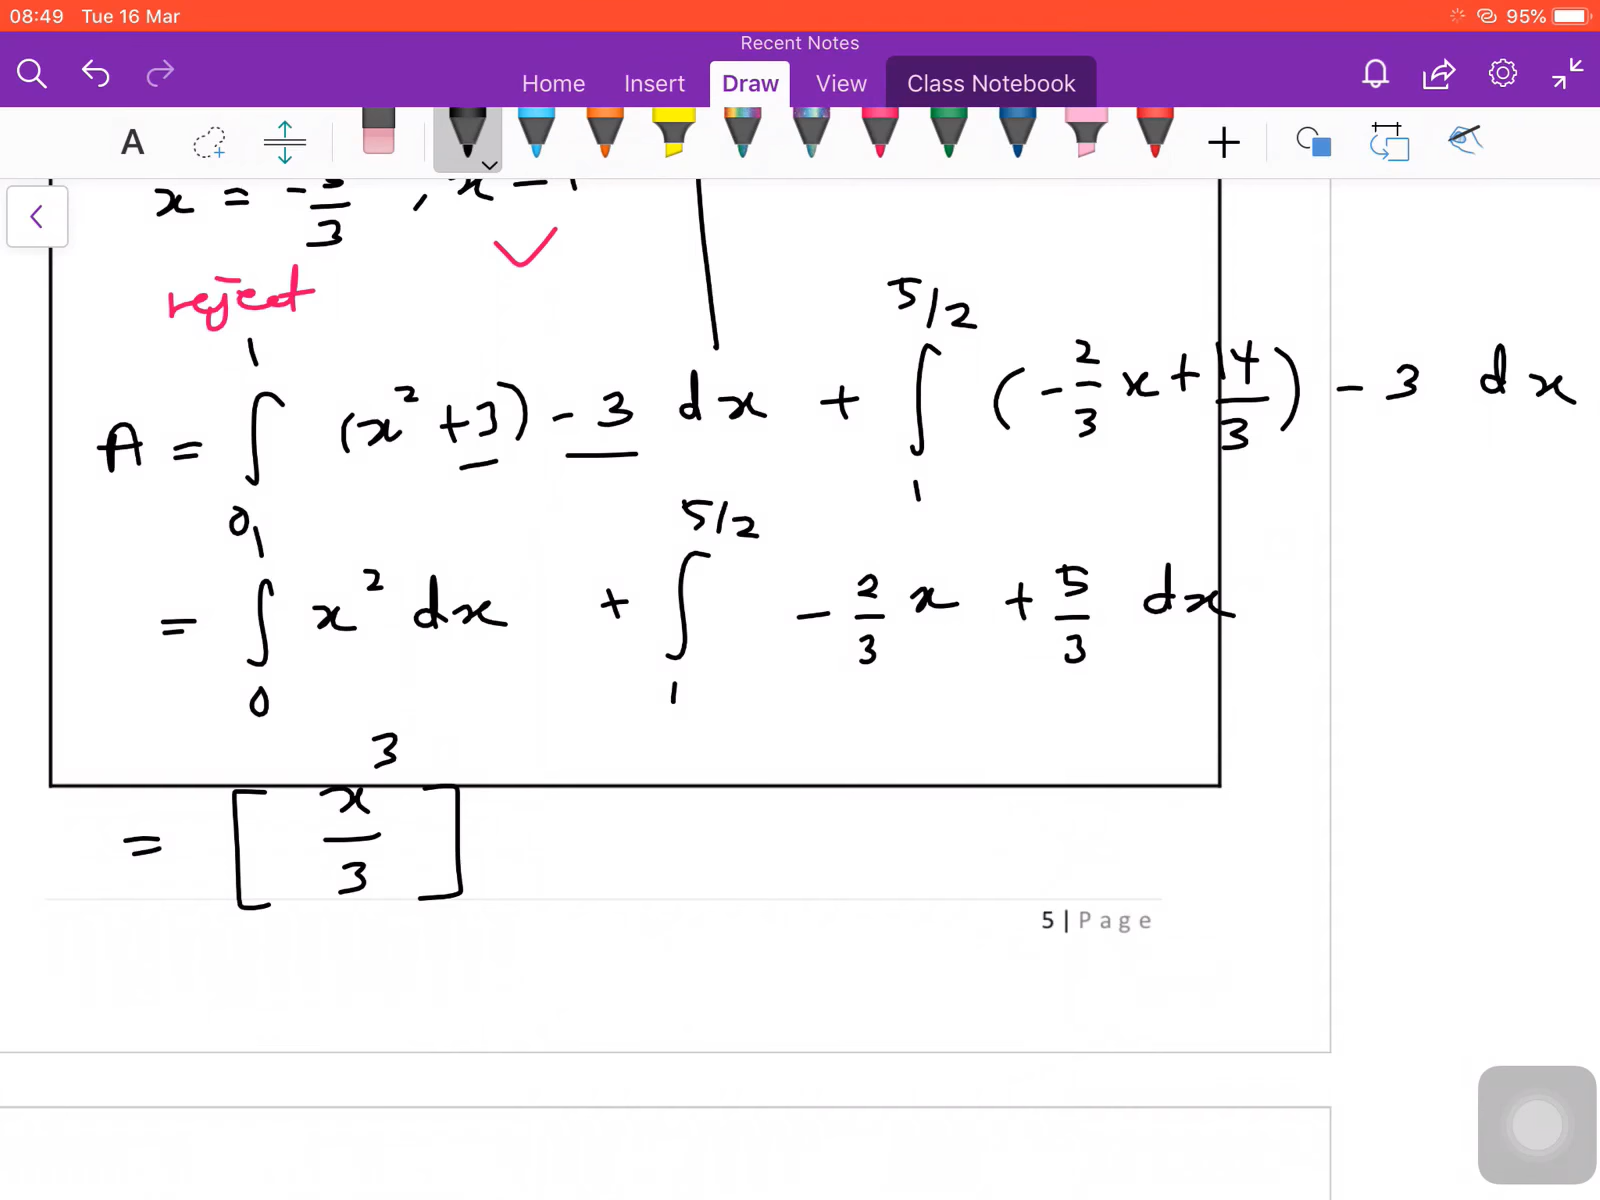 08:49 Tue 16 Mar 95%
Recent Notes
Home Insert Draw View Class Notebook
A
x = -5/3 , x = 1
reject
A = ∫₀¹ (x² + 3) - 3 dx + ∫₁^{5/2} (-2/3 x + 14/3) - 3 dx
= ∫₀¹ x² dx + ∫₁^{5/2} -2/3 x + 5/3 dx
= [ x³/3 ]
5 | Page